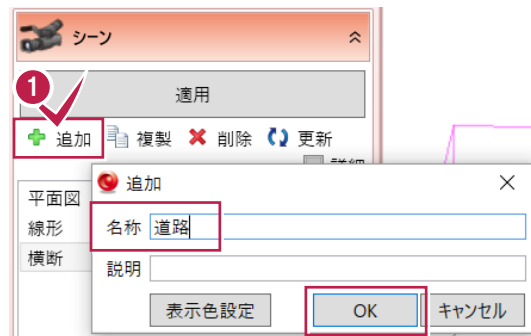 シーン
適用
1
追加 複製 削除 更新
詳細
平面図
線形
横断
追加
名称 道路
説明
表示色設定 OK キャンセル